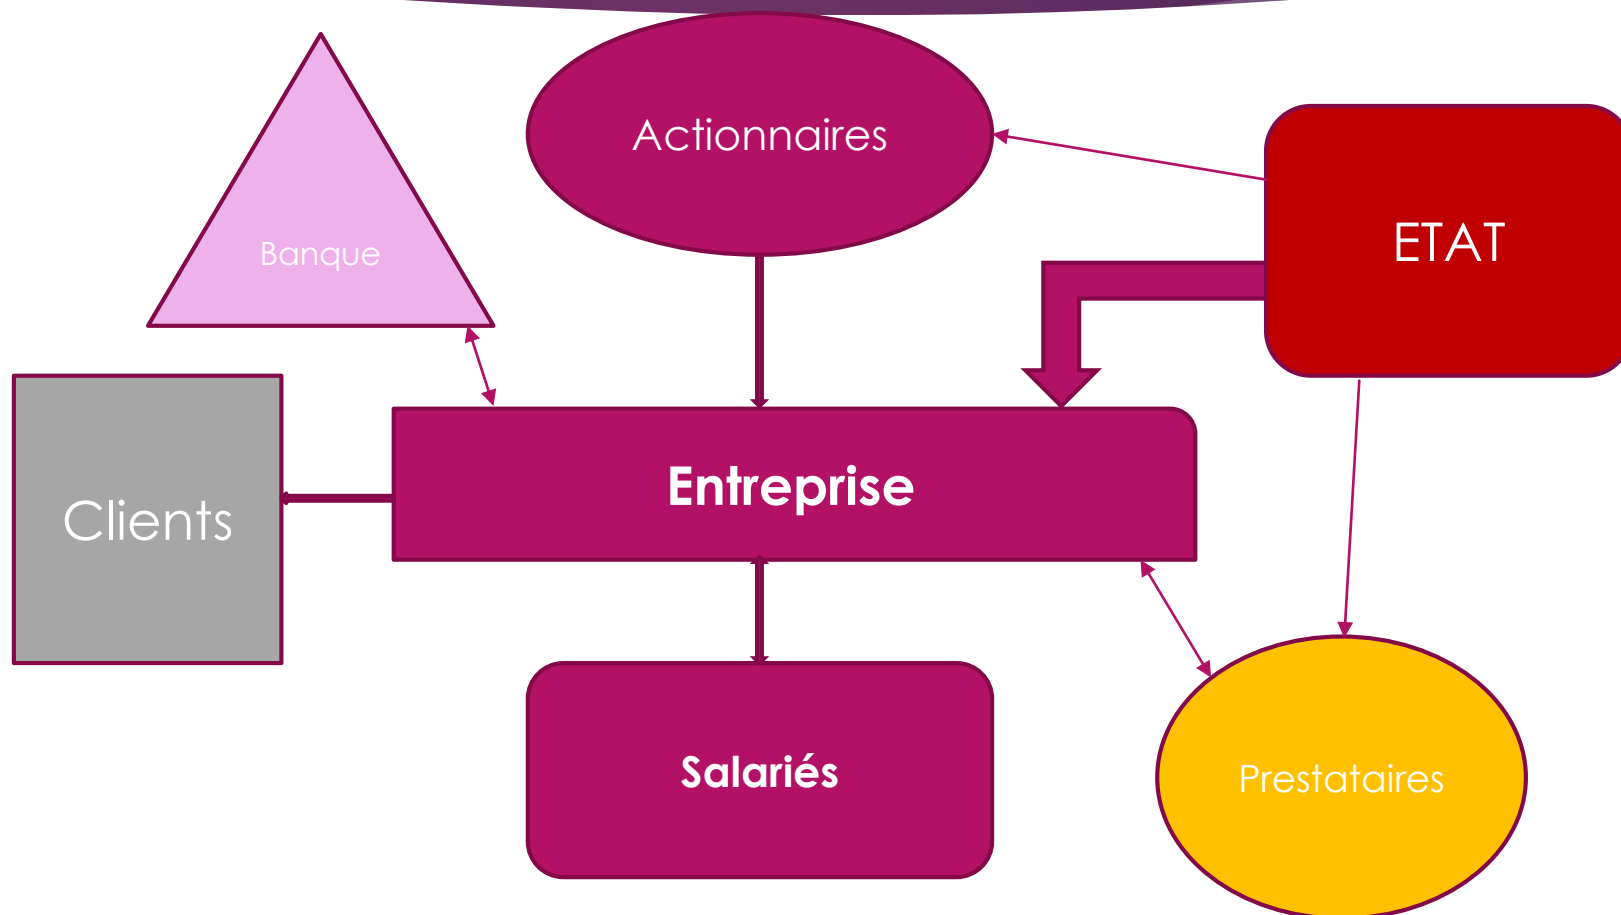 Actionnaires
ETAT
Banque
Entreprise
Clients
Salariés
Prestataires